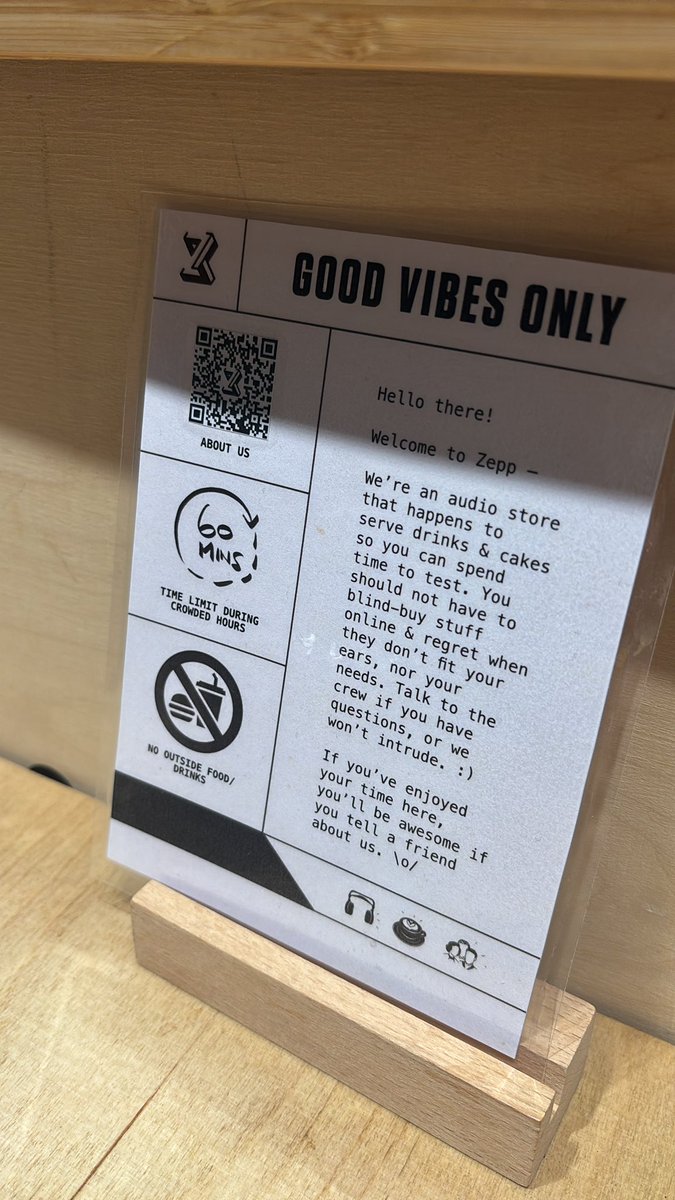 GOOD VIBES ONLY
ABOUT US
60
MINS
TIME LIMIT DURING
CROWDED HOURS
NO OUTSIDE FOOD/
DRINKS
Hello there!
Welcome to Zepp —
We're an audio store
that happens to
serve drinks & cakes
so you can spend
time to test. You
should not have to
blind-buy stuff
online & regret when
they don't fit your
ears, nor your
needs. Talk to the
crew if you have
questions, or we
won't intrude. :)
If you've enjoyed
your time here,
you'll be awesome if
you tell a friend
about us. \o/